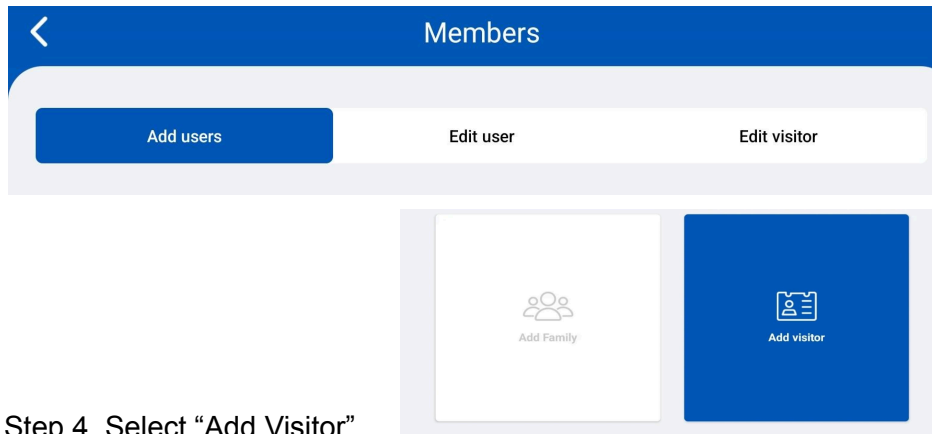 Members
Add users Edit user Edit visitor
Add Family Add visitor
Step 4 Select “Add Visitor”